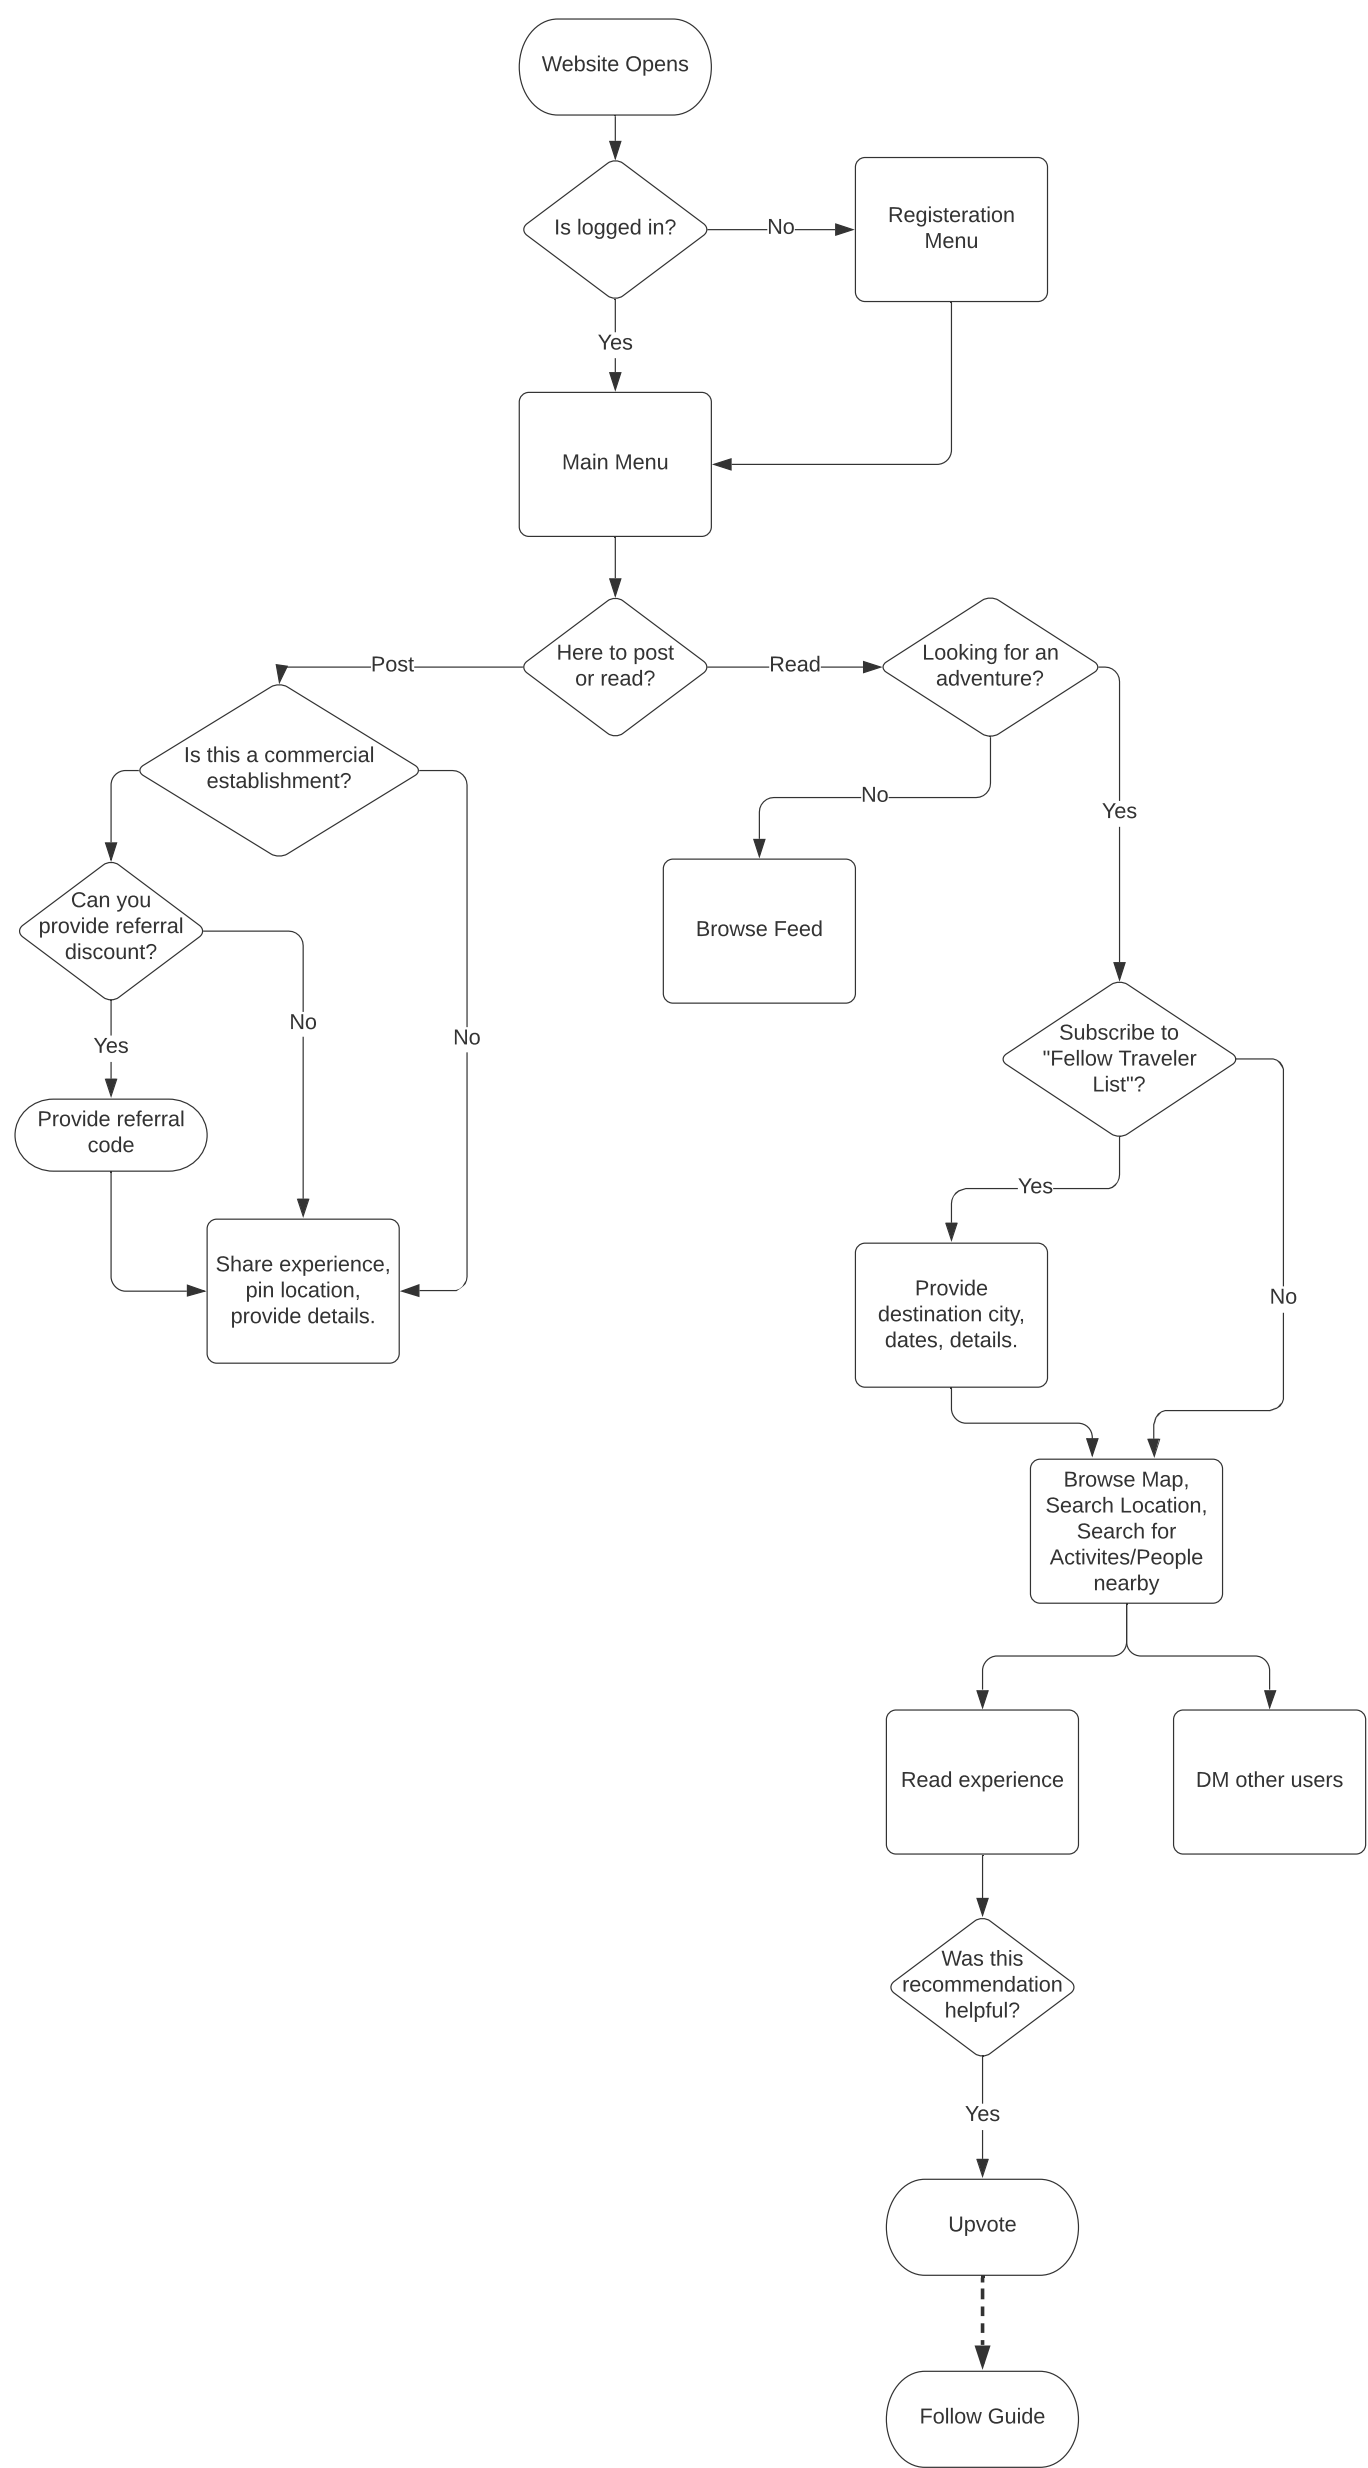 Website Opens
Is logged in?
No
Registeration
Menu
Yes
Main Menu
Here to post
or read?
Post
Read
Looking for an
adventure?
Is this a commercial
establishment?
No
Yes
Can you
provide referral
discount?
Browse Feed
No
No
Yes
Subscribe to
"Fellow Traveler
List"?
Provide referral
code
Yes
Share experience,
pin location,
provide details.
Provide
destination city,
dates, details.
No
Browse Map,
Search Location,
Search for
Activites/People
nearby
Read experience
DM other users
Was this
recommendation
helpful?
Yes
Upvote
Follow Guide